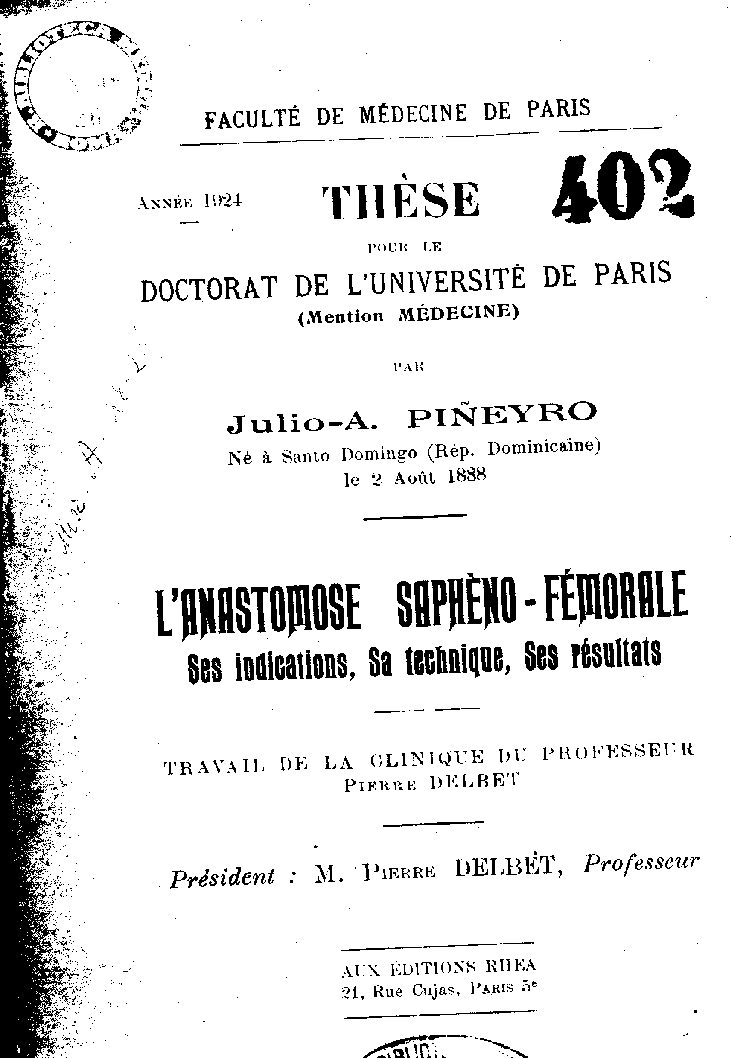 BIBLIOTECA
FACULTÉ DE MÉDECINE DE PARIS
ANNÉE 1924
THÈSE
402
POUR LE
DOCTORAT DE L'UNIVERSITÉ DE PARIS
(Mention MÉDECINE)
PAR
Julio-A. PIÑEYRO
Né à Santo Domingo (Rép. Dominicaine)
le 2 Août 1888
L'ANASTOMOSE SAPHÈNO-FÉMORALE
Ses indications, Sa technique, Ses résultats
TRAVAIL DE LA CLINIQUE DU PROFESSEUR
PIERRE DELBET
Président : M. PIERRE DELBET, Professeur
AUX ÉDITIONS RHEA
21, Rue Cujas, PARIS 5e